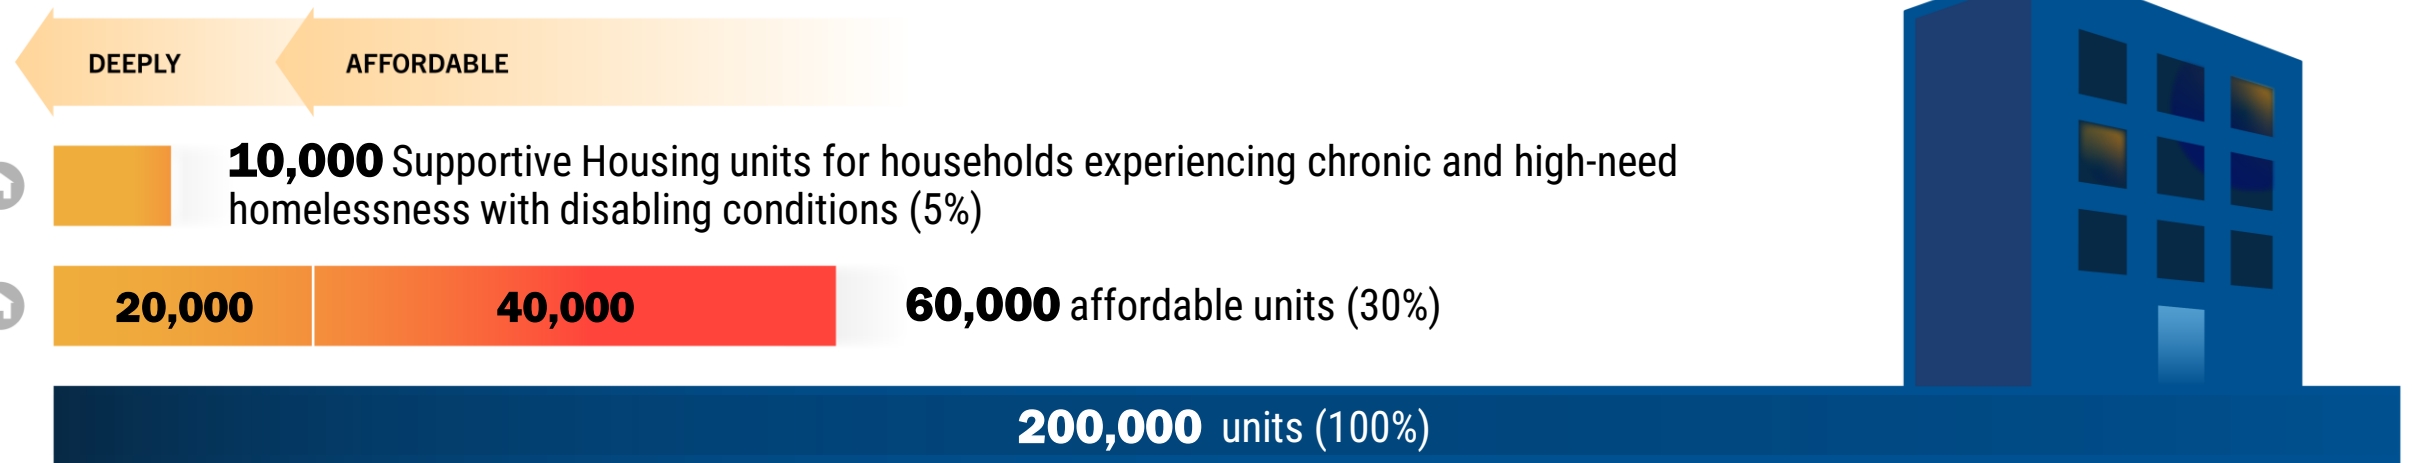 DEEPLY AFFORDABLE
10,000 Supportive Housing units for households experiencing chronic and high-need
homelessness with disabling conditions (5%)
20,000 40,000 60,000 affordable units (30%)
200,000 units (100%)